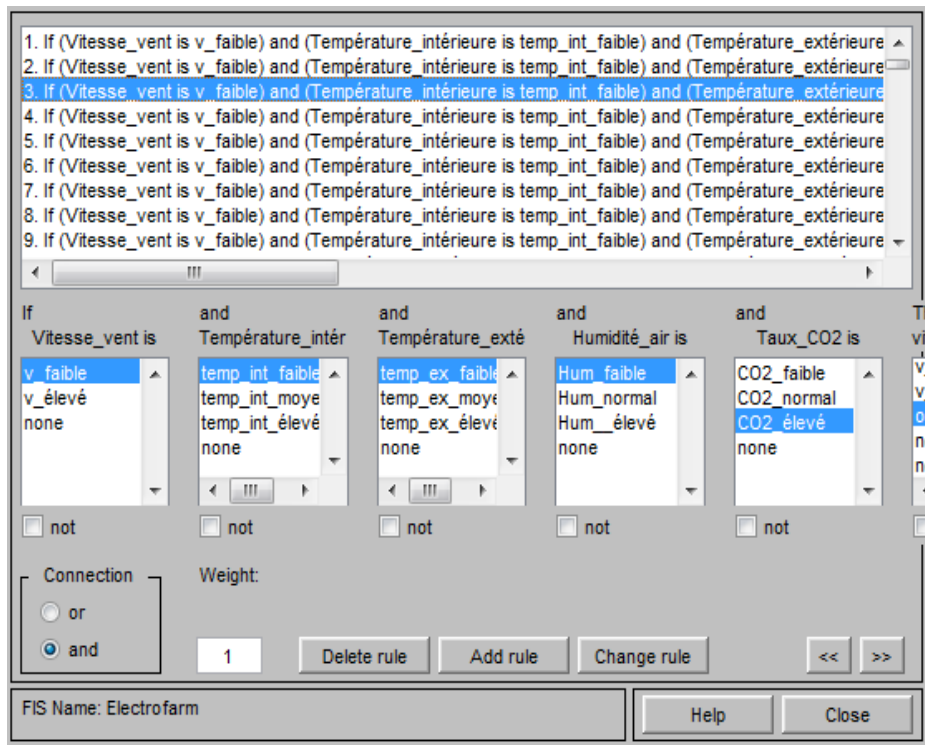 1. If (Vitesse_vent is v_faible) and (Température_intérieure is temp_int_faible) and (Température_extérieure
2. If (Vitesse_vent is v_faible) and (Température_intérieure is temp_int_faible) and (Température_extérieure
3. If (Vitesse_vent is v_faible) and (Température_intérieure is temp_int_faible) and (Température_extérieure
4. If (Vitesse_vent is v_faible) and (Température_intérieure is temp_int_faible) and (Température_extérieure
5. If (Vitesse_vent is v_faible) and (Température_intérieure is temp_int_faible) and (Température_extérieure
6. If (Vitesse_vent is v_faible) and (Température_intérieure is temp_int_faible) and (Température_extérieure
7. If (Vitesse_vent is v_faible) and (Température_intérieure is temp_int_faible) and (Température_extérieure
8. If (Vitesse_vent is v_faible) and (Température_intérieure is temp_int_faible) and (Température_extérieure
9. If (Vitesse_vent is v_faible) and (Température_intérieure is temp_int_faible) and (Température_extérieure
If and and and and
Vitesse_vent is Température_intér Température_exté Humidité_air is Taux_CO2 is
v_faible temp_int_faible temp_ex_faible Hum_faible CO2_faible
v_élevé temp_int_moye temp_ex_moye Hum_normal CO2_normal
none temp_int_élevé temp_ex_élevé Hum__élevé CO2_élevé
none none none none
not not not not not
Connection Weight:
or
and 1 Delete rule Add rule Change rule << >>
FIS Name: Electrofarm Help Close